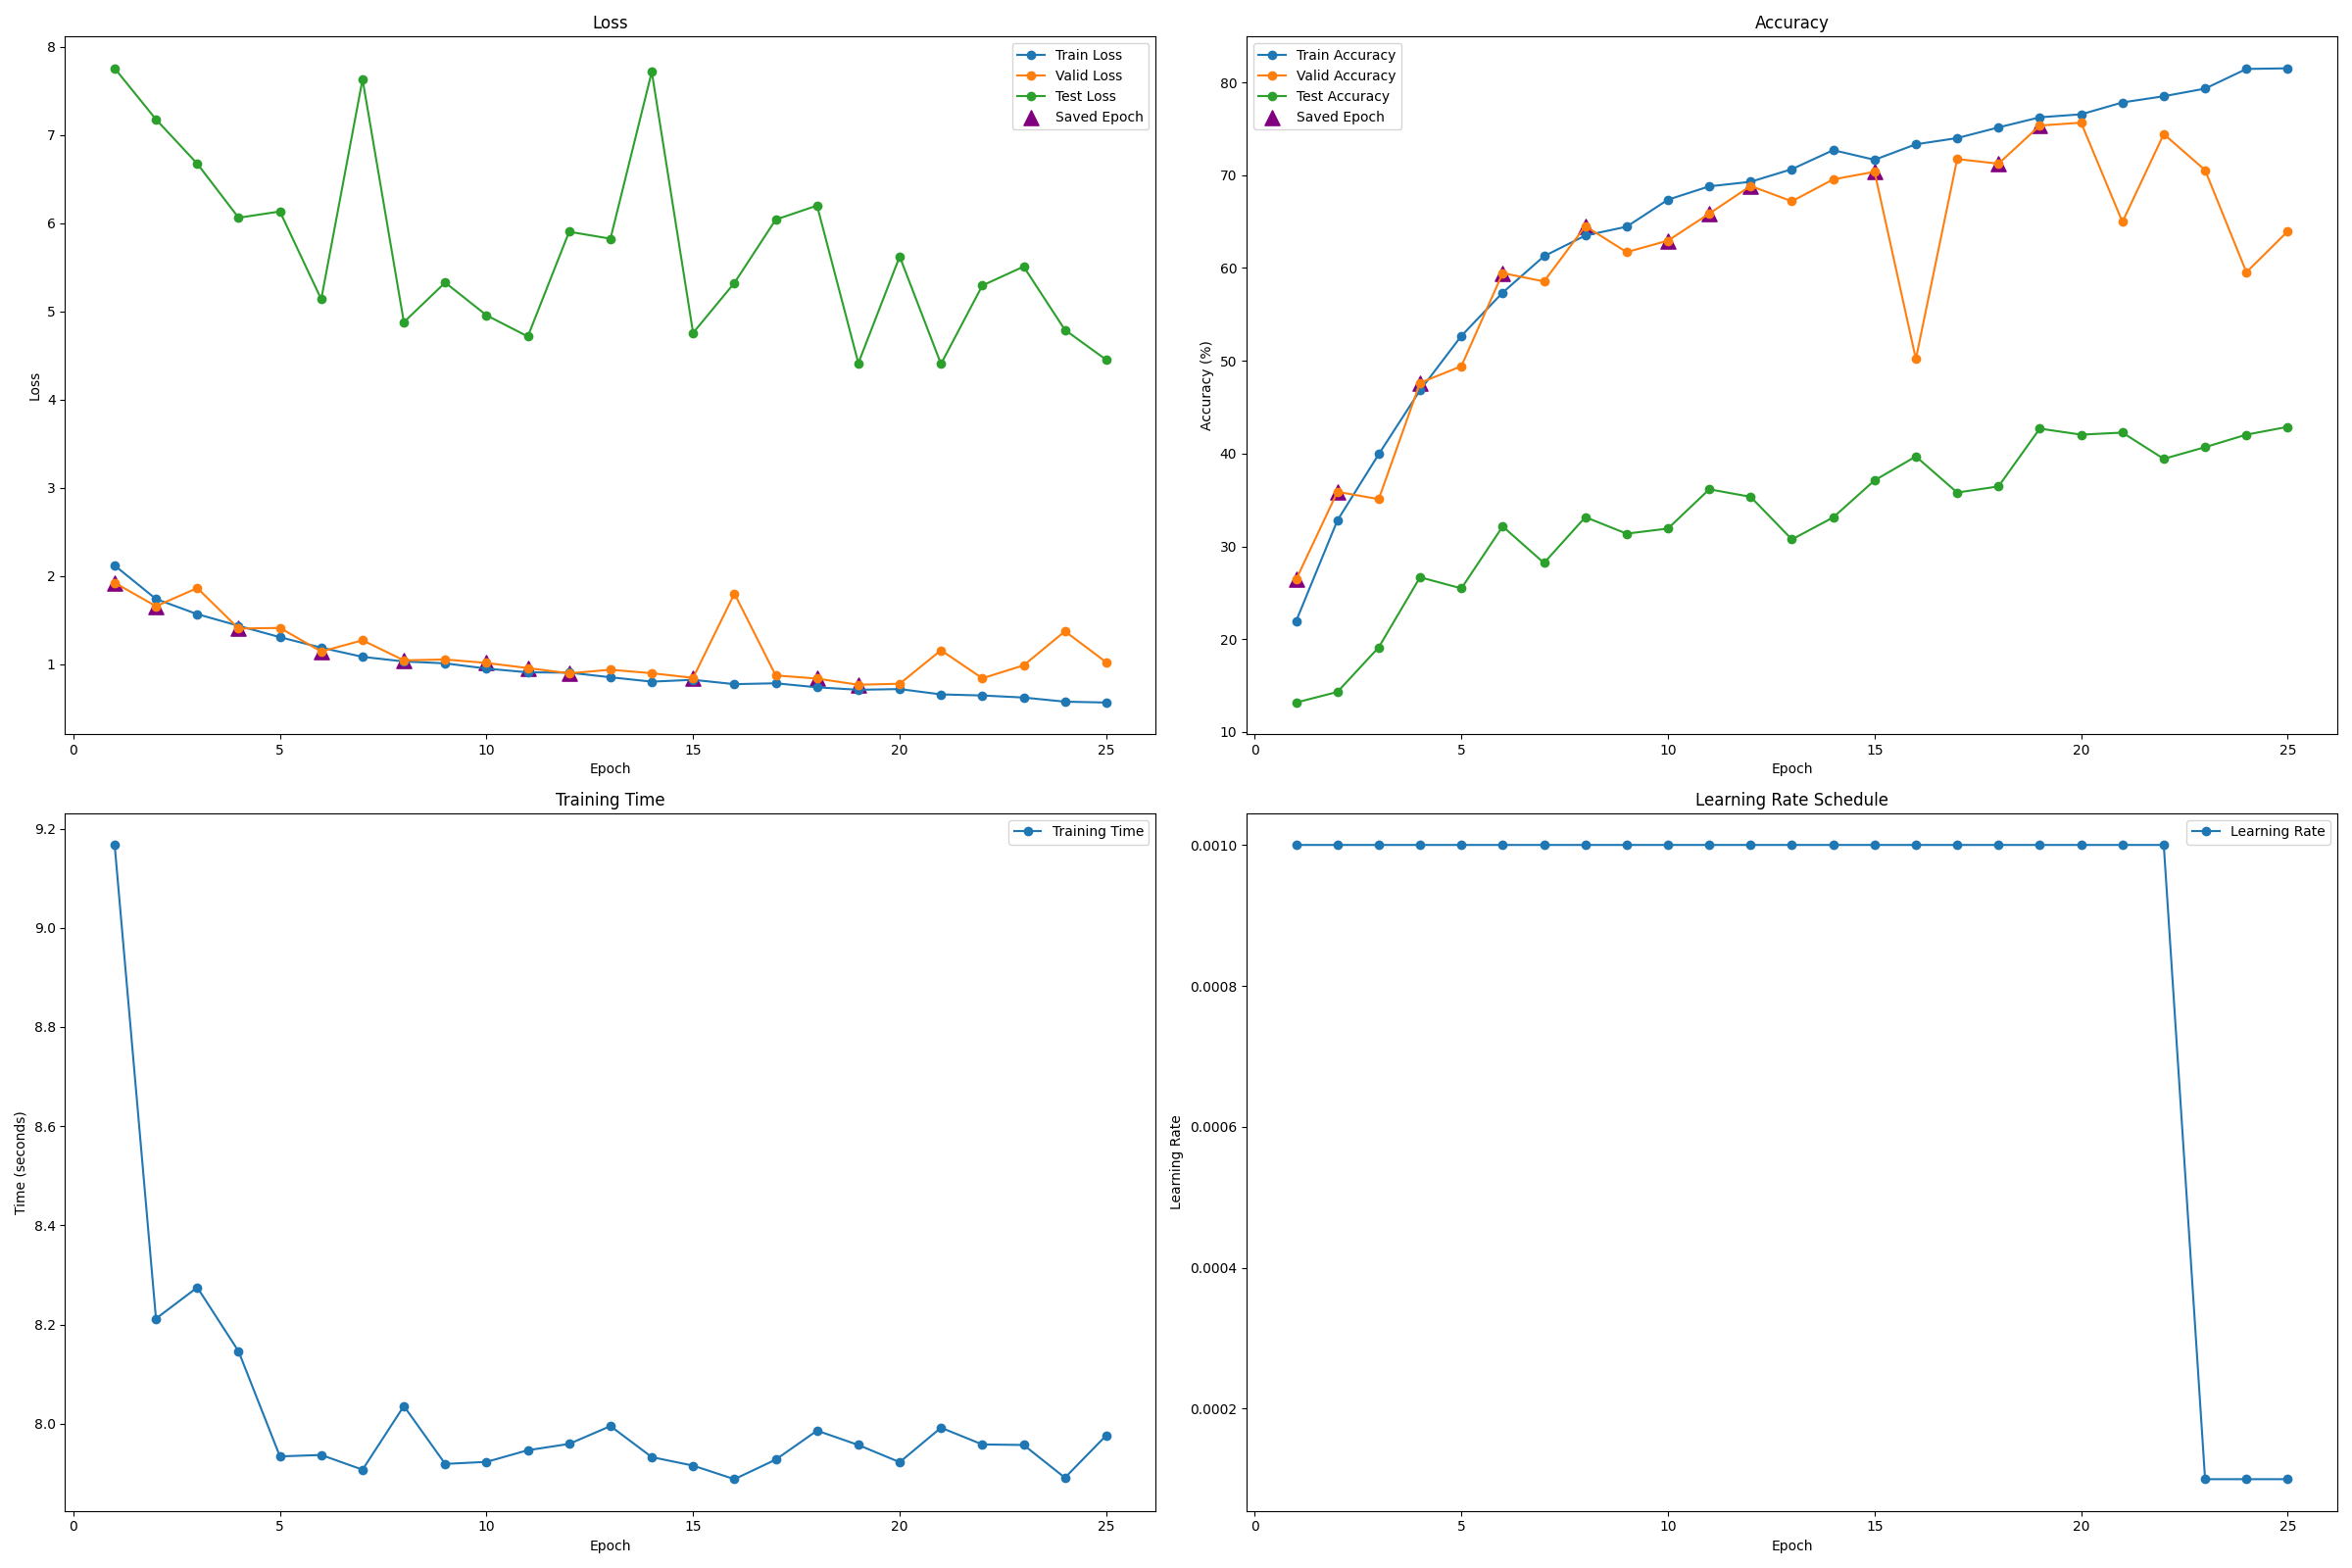 Loss
8
7
6
5
4
3
2
1
Loss
Train Loss
Valid Loss
Test Loss
Saved Epoch
0 5 10 15 20 25
Epoch
Accuracy
80
70
60
50
40
30
20
10
Accuracy (%)
Train Accuracy
Valid Accuracy
Test Accuracy
Saved Epoch
0 5 10 15 20 25
Epoch
Training Time
9.2
9.0
8.8
8.6
8.4
8.2
8.0
Time (seconds)
Training Time
0 5 10 15 20 25
Epoch
Learning Rate Schedule
0.0010
0.0008
0.0006
0.0004
0.0002
Learning Rate
Learning Rate
0 5 10 15 20 25
Epoch